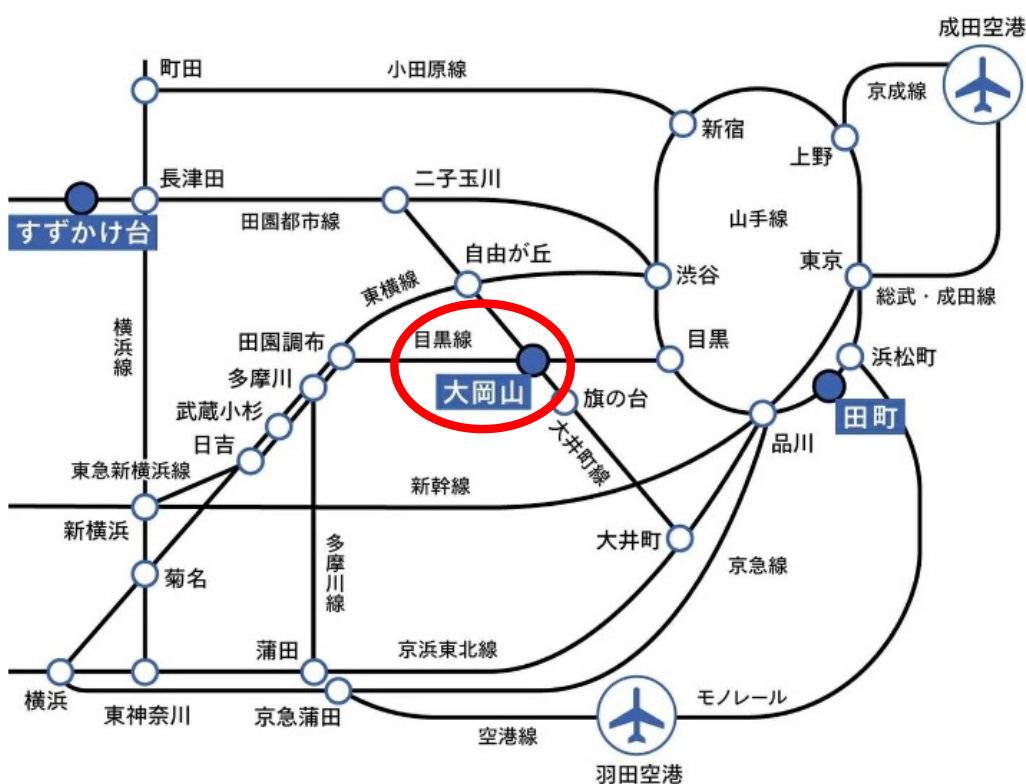 成田空港
町田
小田原線
京成線
新宿
上野
長津田
二子玉川
すずかけ台
田園都市線
山手線
自由が丘
東京
渋谷
東横線
総武・成田線
横浜線
目黒線
目黒
田園調布
浜松町
多摩川
大岡山
旗の台
田町
武蔵小杉
日吉
品川
大井町線
東急新横浜線
新幹線
新横浜
大井町
多摩川線
京急線
菊名
蒲田
京浜東北線
横浜
東神奈川
京急蒲田
モノレール
空港線
羽田空港